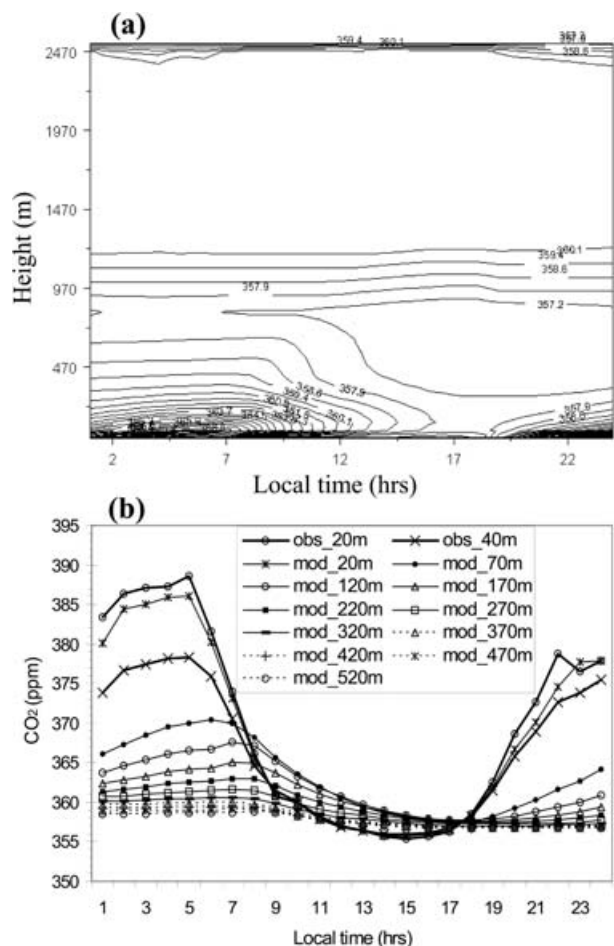 (a)
359.4 360.1
358.6
2470
1970
1470
970
470
Height (m)
359.4 360.1
358.6
357.9
357.2
358.6
357.9
359.4
360.1
357.9
2 7 12 17 22
Local time (hrs)
(b)
395
390
385
380
375
370
365
360
355
350
CO₂ (ppm)
obs_20m obs_40m
mod_20m mod_70m
mod_120m mod_170m
mod_220m mod_270m
mod_320m mod_370m
mod_420m mod_470m
mod_520m
1 3 5 7 9 11 13 15 17 19 21 23
Local time (hrs)